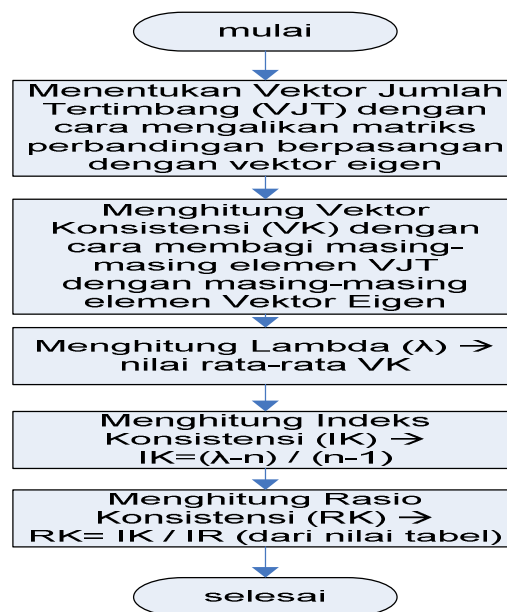 mulai
Menentukan Vektor Jumlah
Tertimbang (VJT) dengan
cara mengalikan matriks
perbandingan berpasangan
dengan vektor eigen
Menghitung Vektor
Konsistensi (VK) dengan
cara membagi masing-
masing elemen VJT
dengan masing-masing
elemen Vektor Eigen
Menghitung Lambda (λ) →
nilai rata-rata VK
Menghitung Indeks
Konsistensi (IK) →
IK=(λ-n) / (n-1)
Menghitung Rasio
Konsistensi (RK) →
RK= IK / IR (dari nilai tabel)
selesai